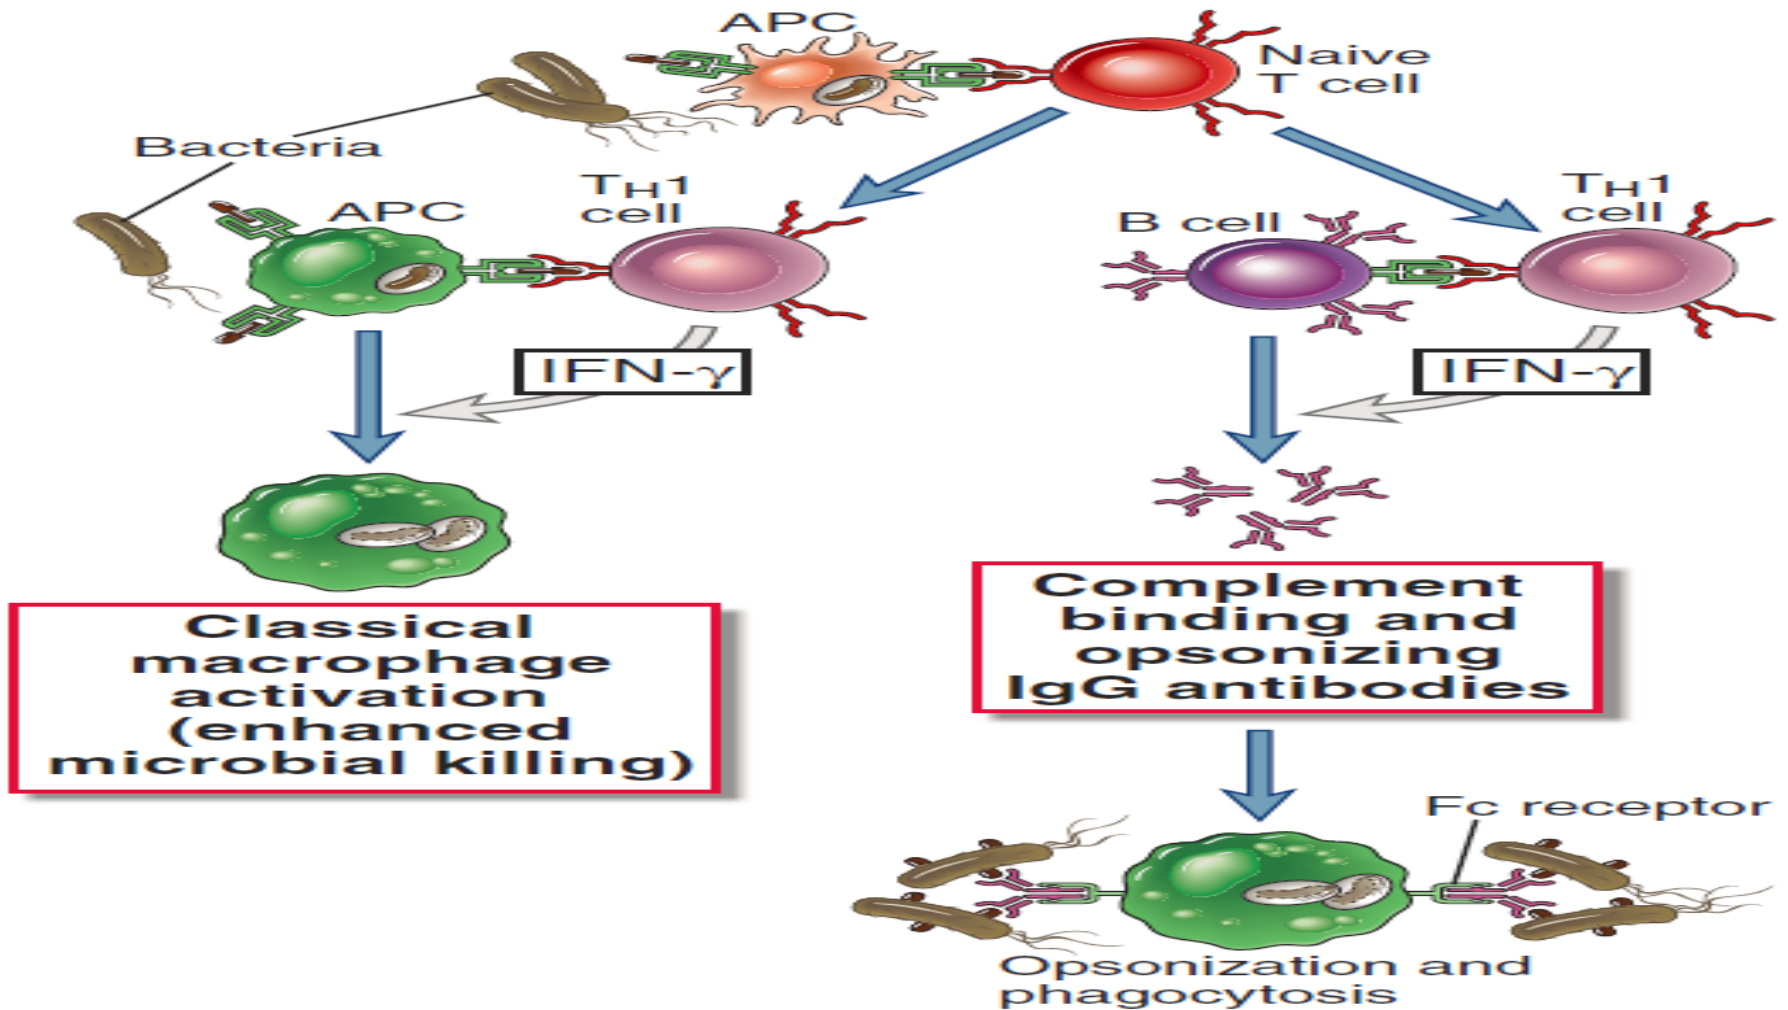 APC
Naive
T cell
Bacteria
APC
TH1
cell
B cell
TH1
cell
IFN-γ
IFN-γ
Classical
macrophage
activation
(enhanced
microbial killing)
Complement
binding and
opsonizing
IgG antibodies
Fc receptor
Opsonization and
phagocytosis